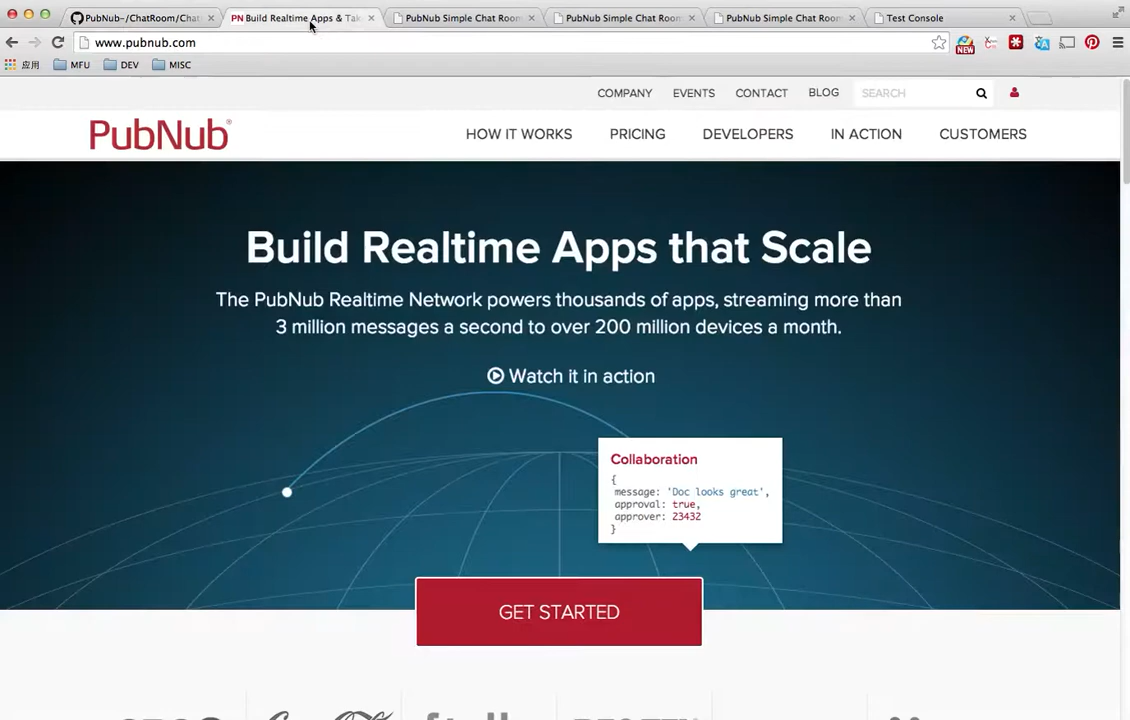 PubNub-/ChatRoom/Chat
PN Build Realtime Apps & Tak
PubNub Simple Chat Room
PubNub Simple Chat Room
PubNub Simple Chat Room
Test Console
www.pubnub.com
NEW
应用
MFU
DEV
MISC
COMPANY
EVENTS
CONTACT
BLOG
SEARCH
PubNub®
HOW IT WORKS
PRICING
DEVELOPERS
IN ACTION
CUSTOMERS
Build Realtime Apps that Scale
The PubNub Realtime Network powers thousands of apps, streaming more than
3 million messages a second to over 200 million devices a month.
Watch it in action
Collaboration
{
message: 'Doc looks great',
approval: true,
approver: 23432
}
GET STARTED